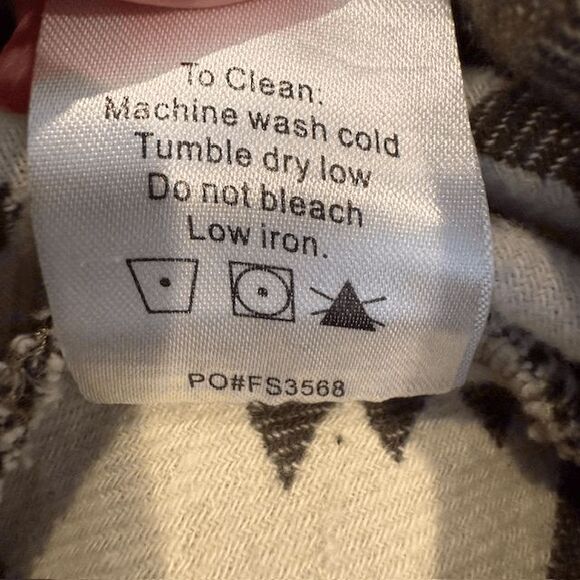 To Clean:
Machine wash cold
Tumble dry low
Do not bleach
Low iron.
PO#FS3568